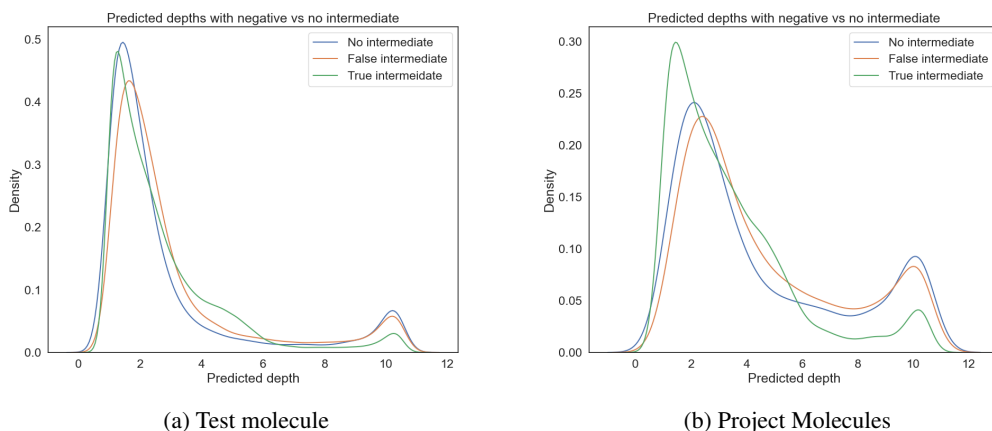 Predicted depths with negative vs no intermediate
0.5
0.4
0.3
0.2
0.1
0.0
Density
No intermediate
False intermediate
True intermeidate
0 2 4 6 8 10 12
Predicted depth
(a) Test molecule
Predicted depths with negative vs no intermediate
0.30
0.25
0.20
0.15
0.10
0.05
0.00
Density
No intermediate
False intermediate
True intermediate
0 2 4 6 8 10 12
Predicted depth
(b) Project Molecules